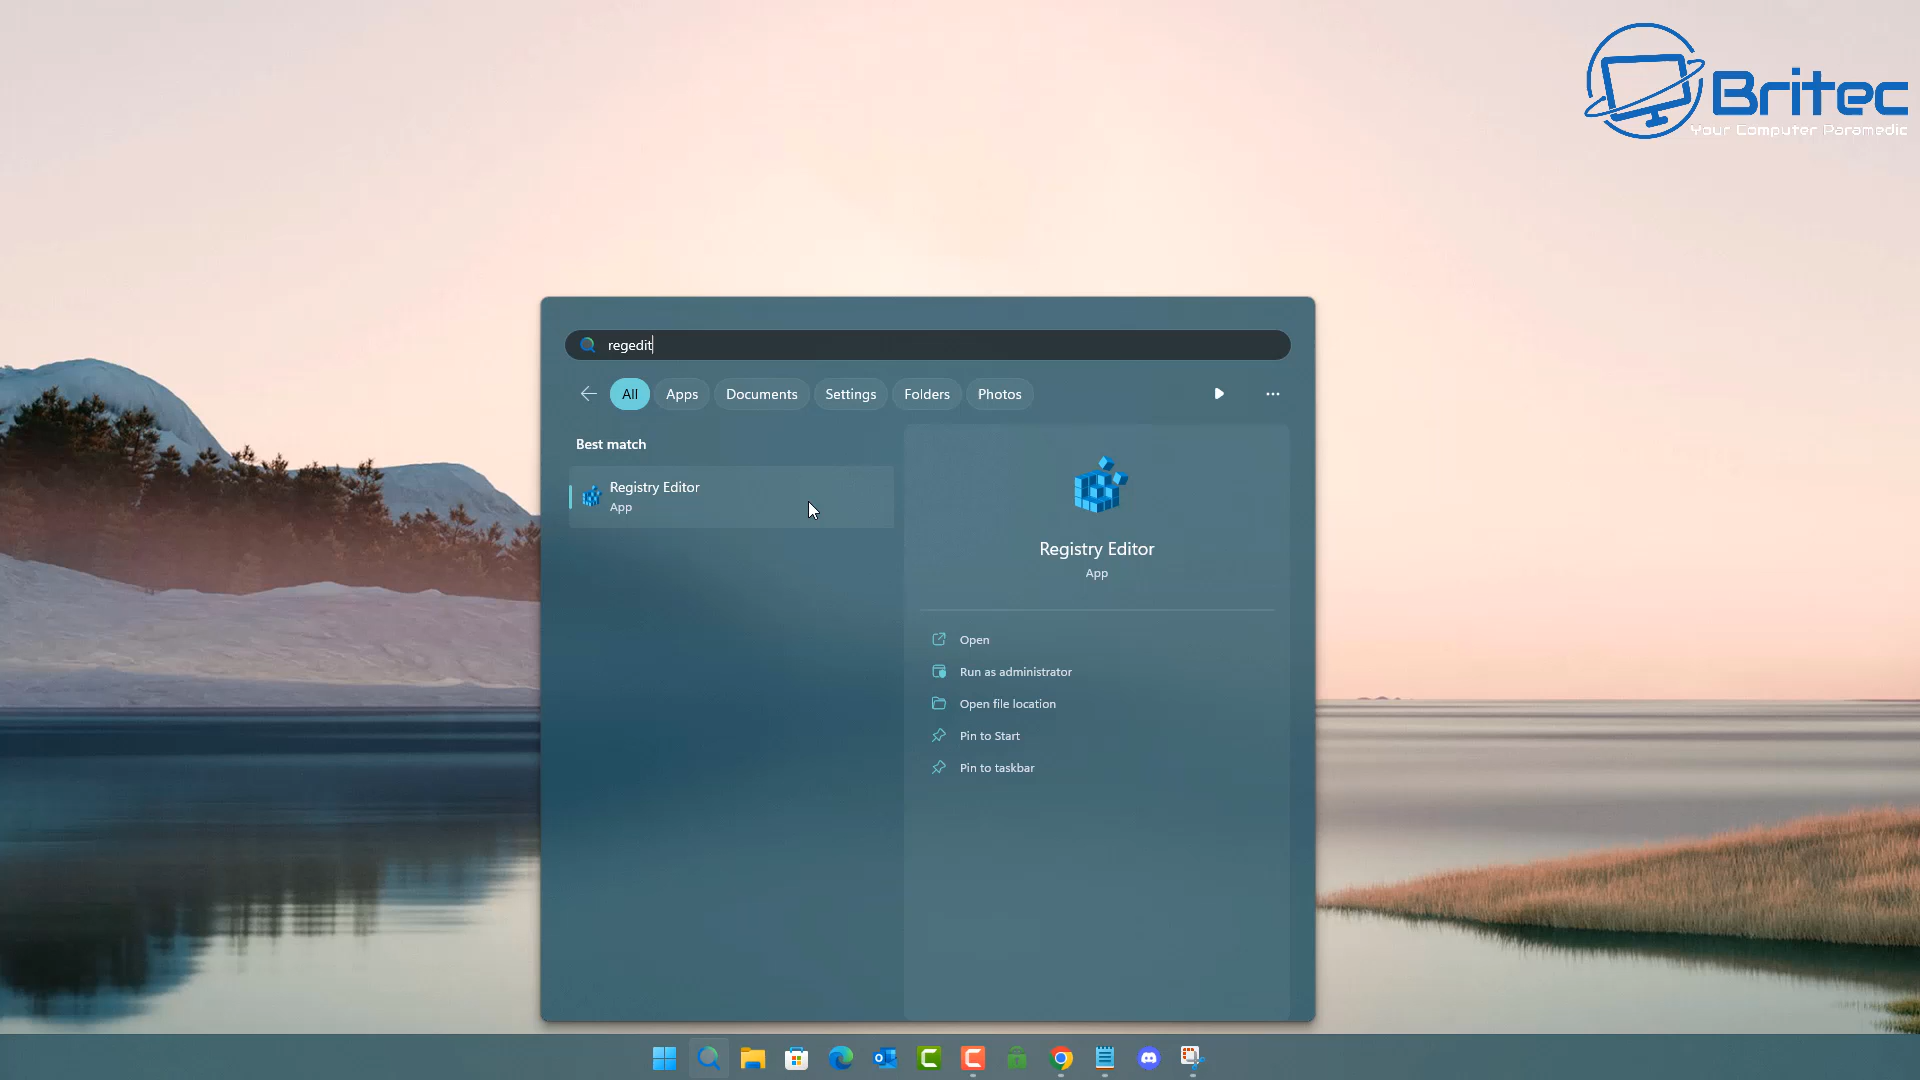 Britec
Your Computer Paramedic
regedit
All
Apps
Documents
Settings
Folders
Photos
Best match
Registry Editor
App
Registry Editor
App
Open
Run as administrator
Open file location
Pin to Start
Pin to taskbar